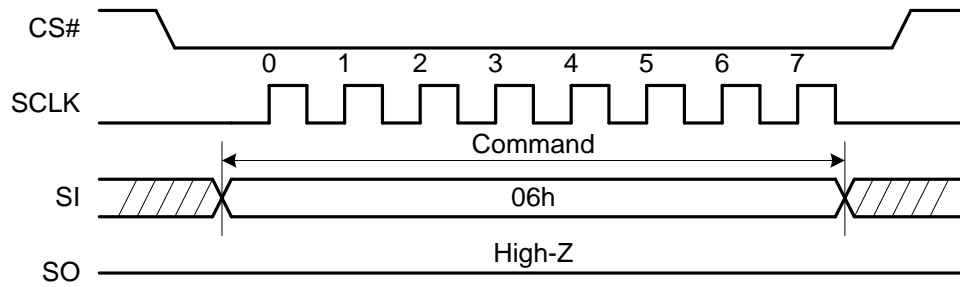 CS#
0 1 2 3 4 5 6 7
SCLK
Command
SI 06h
High-Z
SO